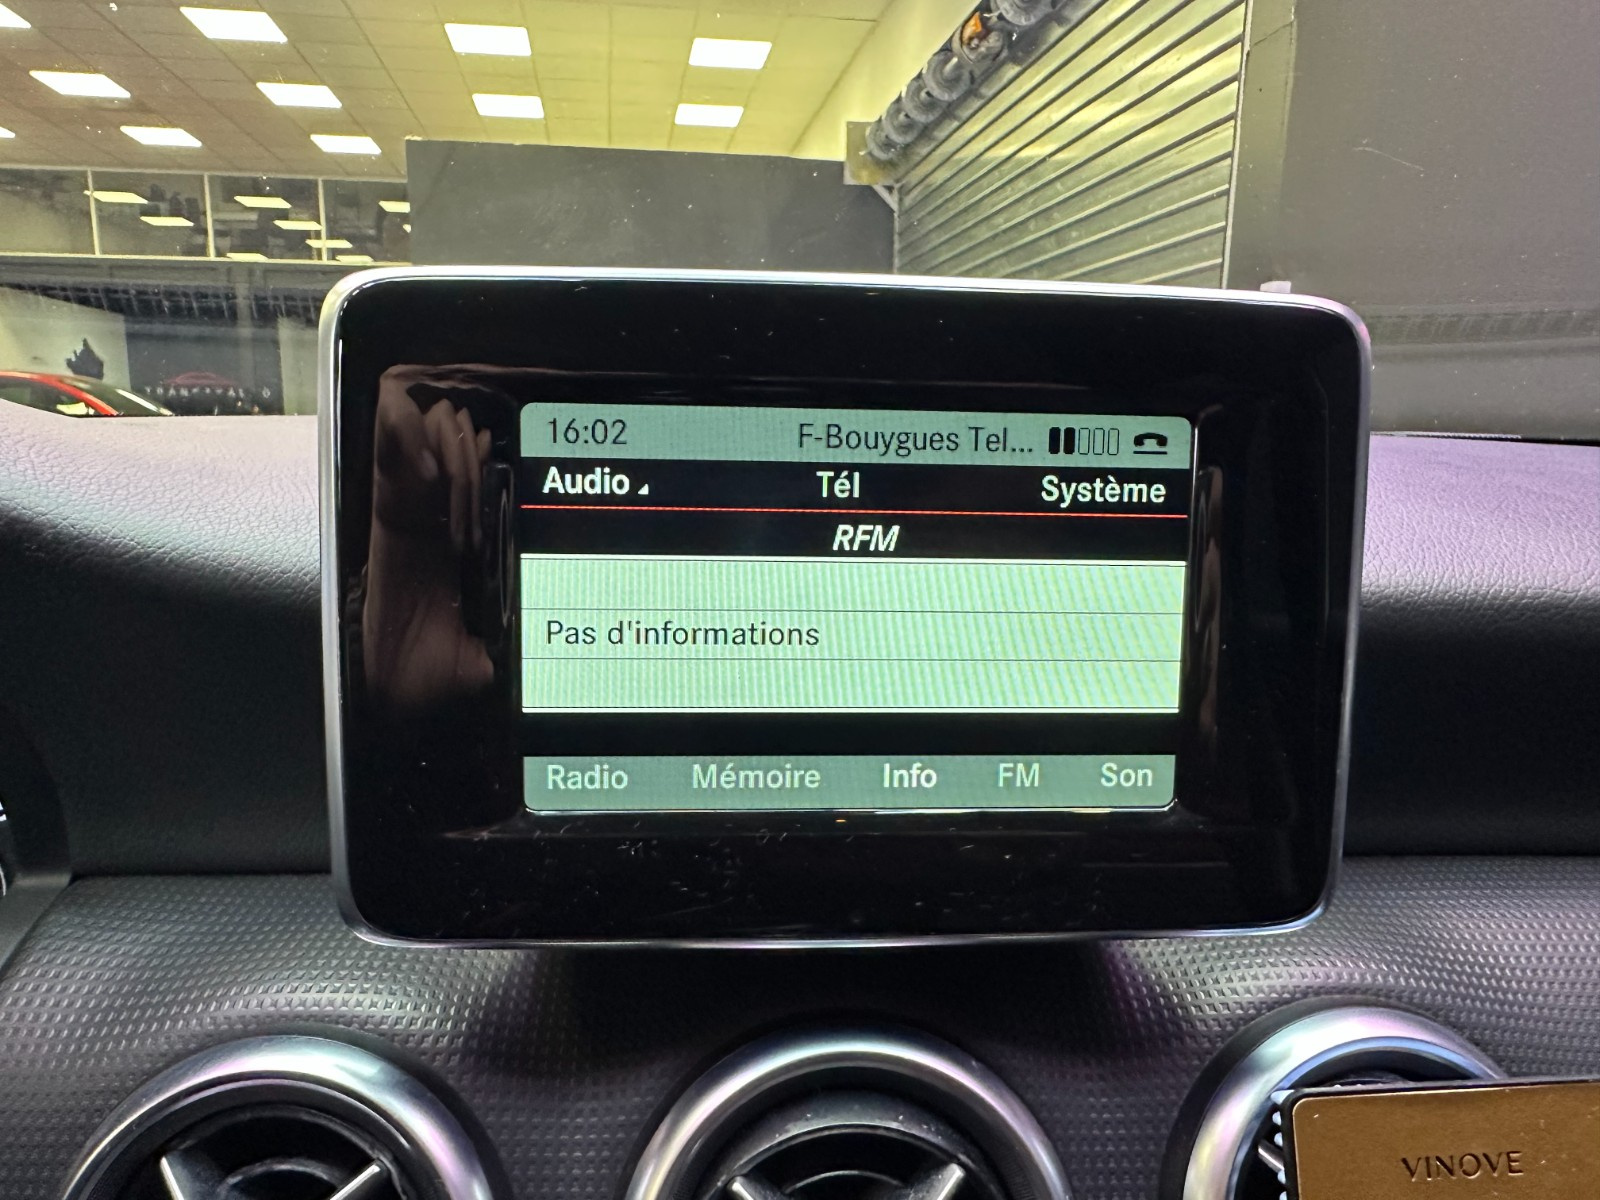 16:02 F-Bouygues Tel...
Audio Tél Système
RFM
Pas d'informations
Radio Mémoire Info FM Son
VINOVE